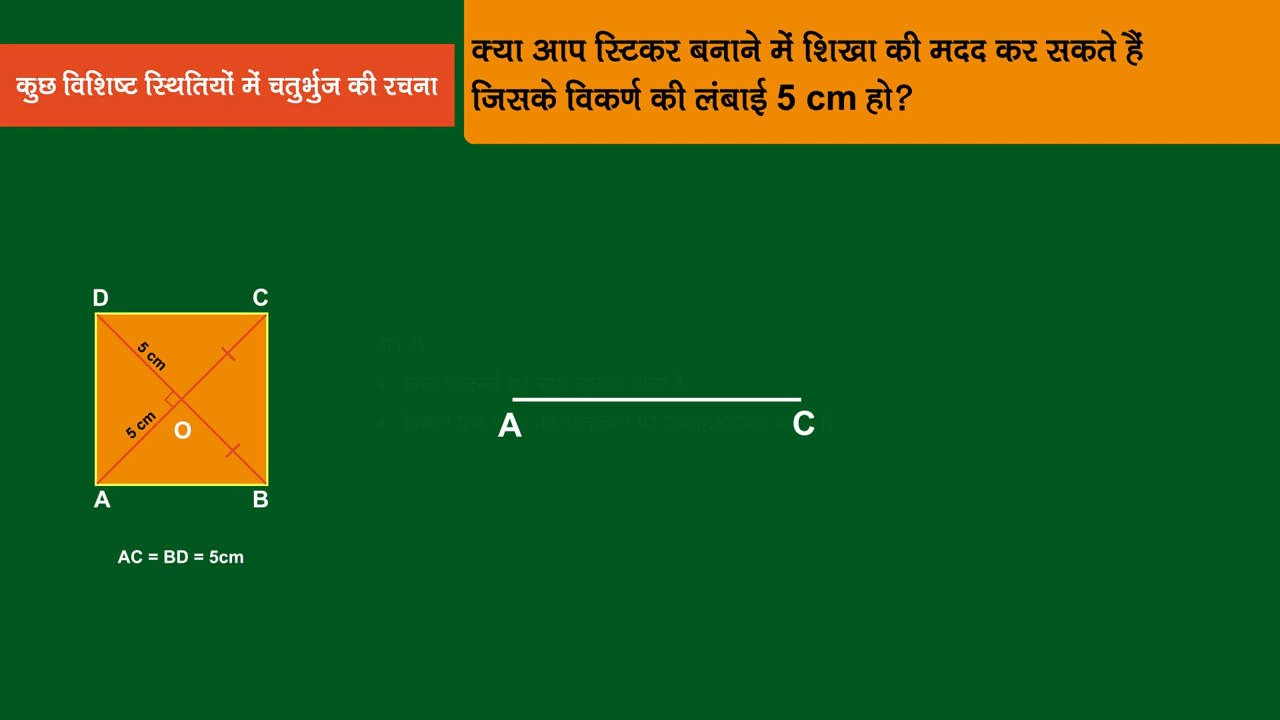 कुछ विशिष्ट स्थितियों में चतुर्भुज की रचना
क्या आप स्टिकर बनाने में शिखा की मदद कर सकते हैं
जिसके विकर्ण की लंबाई 5 cm हो?
D C
5 cm
5 cm
O
A B
AC = BD = 5cm
A C